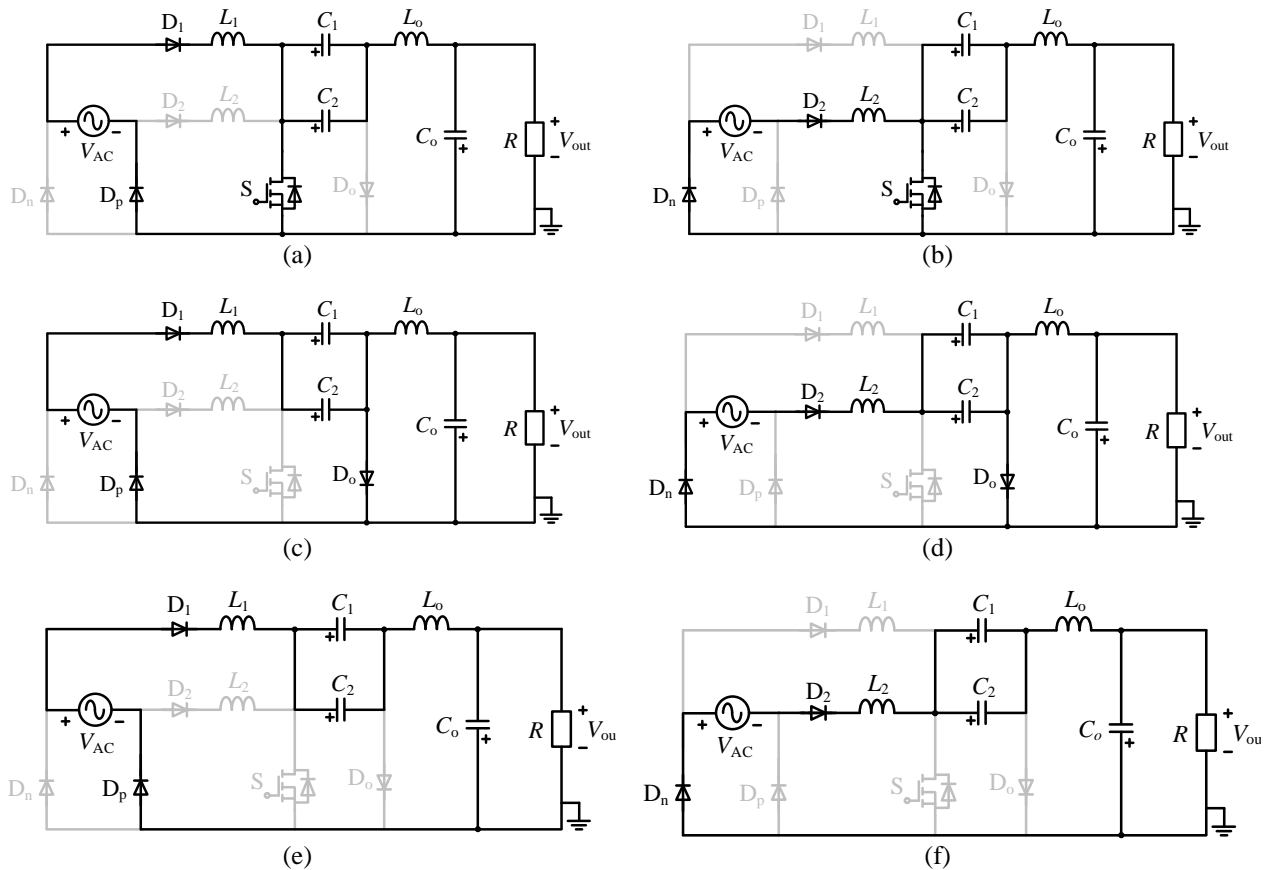 D1 L1 C1 Lo
D2 L2 C2
+ - + +
VAC Co R + Vout -
Dn Dp S Do +
(a)
D1 L1 C1 Lo
D2 L2 C2
+ - + +
VAC Co R + Vout -
Dn Dp S Do +
(b)
D1 L1 C1 Lo
D2 L2 C2
+ - + +
VAC Co R + Vout -
Dn Dp S Do +
(c)
D1 L1 C1 Lo
D2 L2 C2
+ - + +
VAC Co R + Vout -
Dn Dp S Do +
(d)
D1 L1 C1 Lo
D2 L2 C2
+ - + +
VAC Co R + Vou -
Dn Dp S Do +
(e)
D1 L1 C1 Lo
D2 L2 C2
+ - + +
VAC Co R + Vou -
Dn Dp S Do +
(f)